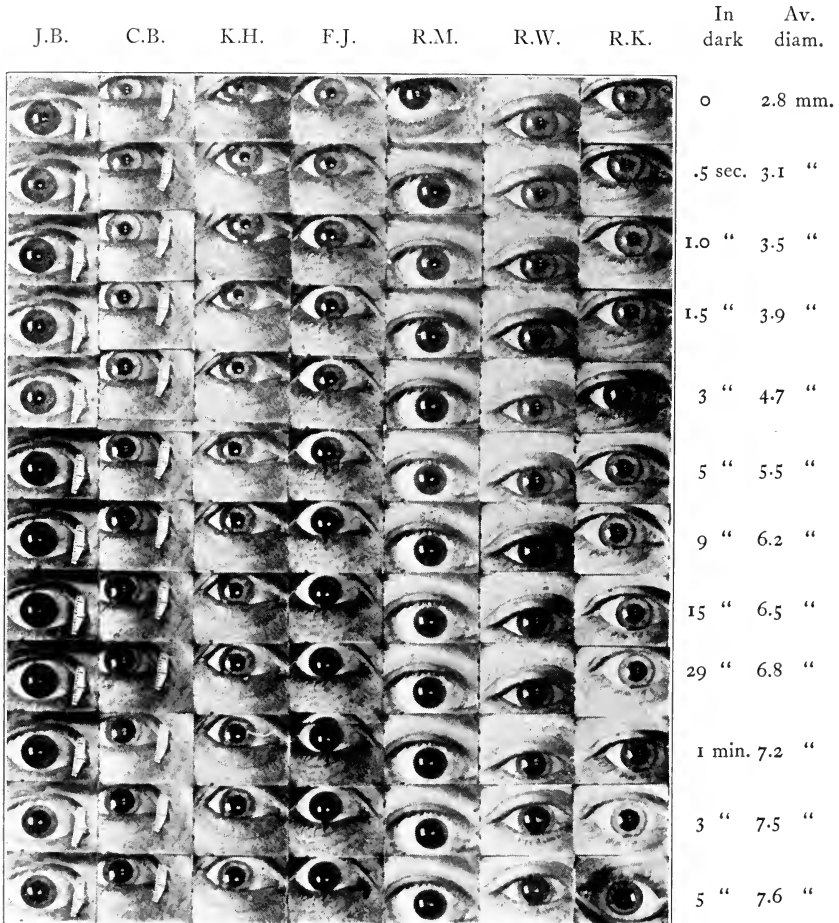 In Av.
J.B. C.B. K.H. F.J. R.M. R.W. R.K. dark diam.
0 2.8 mm.
.5 sec. 3.1 "
1.0 " 3.5 "
1.5 " 3.9 "
3 " 4.7 "
5 " 5.5 "
9 " 6.2 "
15 " 6.5 "
29 " 6.8 "
1 min. 7.2 "
3 " 7.5 "
5 " 7.6 "